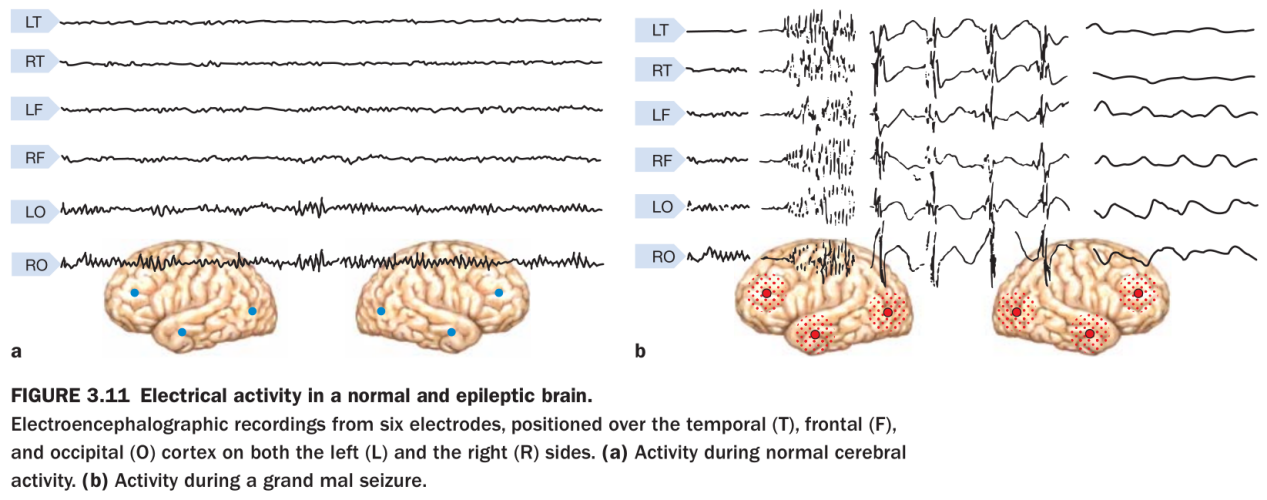 LT
RT
LF
RF
LO
RO
a
LT
RT
LF
RF
LO
RO
b
FIGURE 3.11 Electrical activity in a normal and epileptic brain.
Electroencephalographic recordings from six electrodes, positioned over the temporal (T), frontal (F),
and occipital (O) cortex on both the left (L) and the right (R) sides. (a) Activity during normal cerebral
activity. (b) Activity during a grand mal seizure.